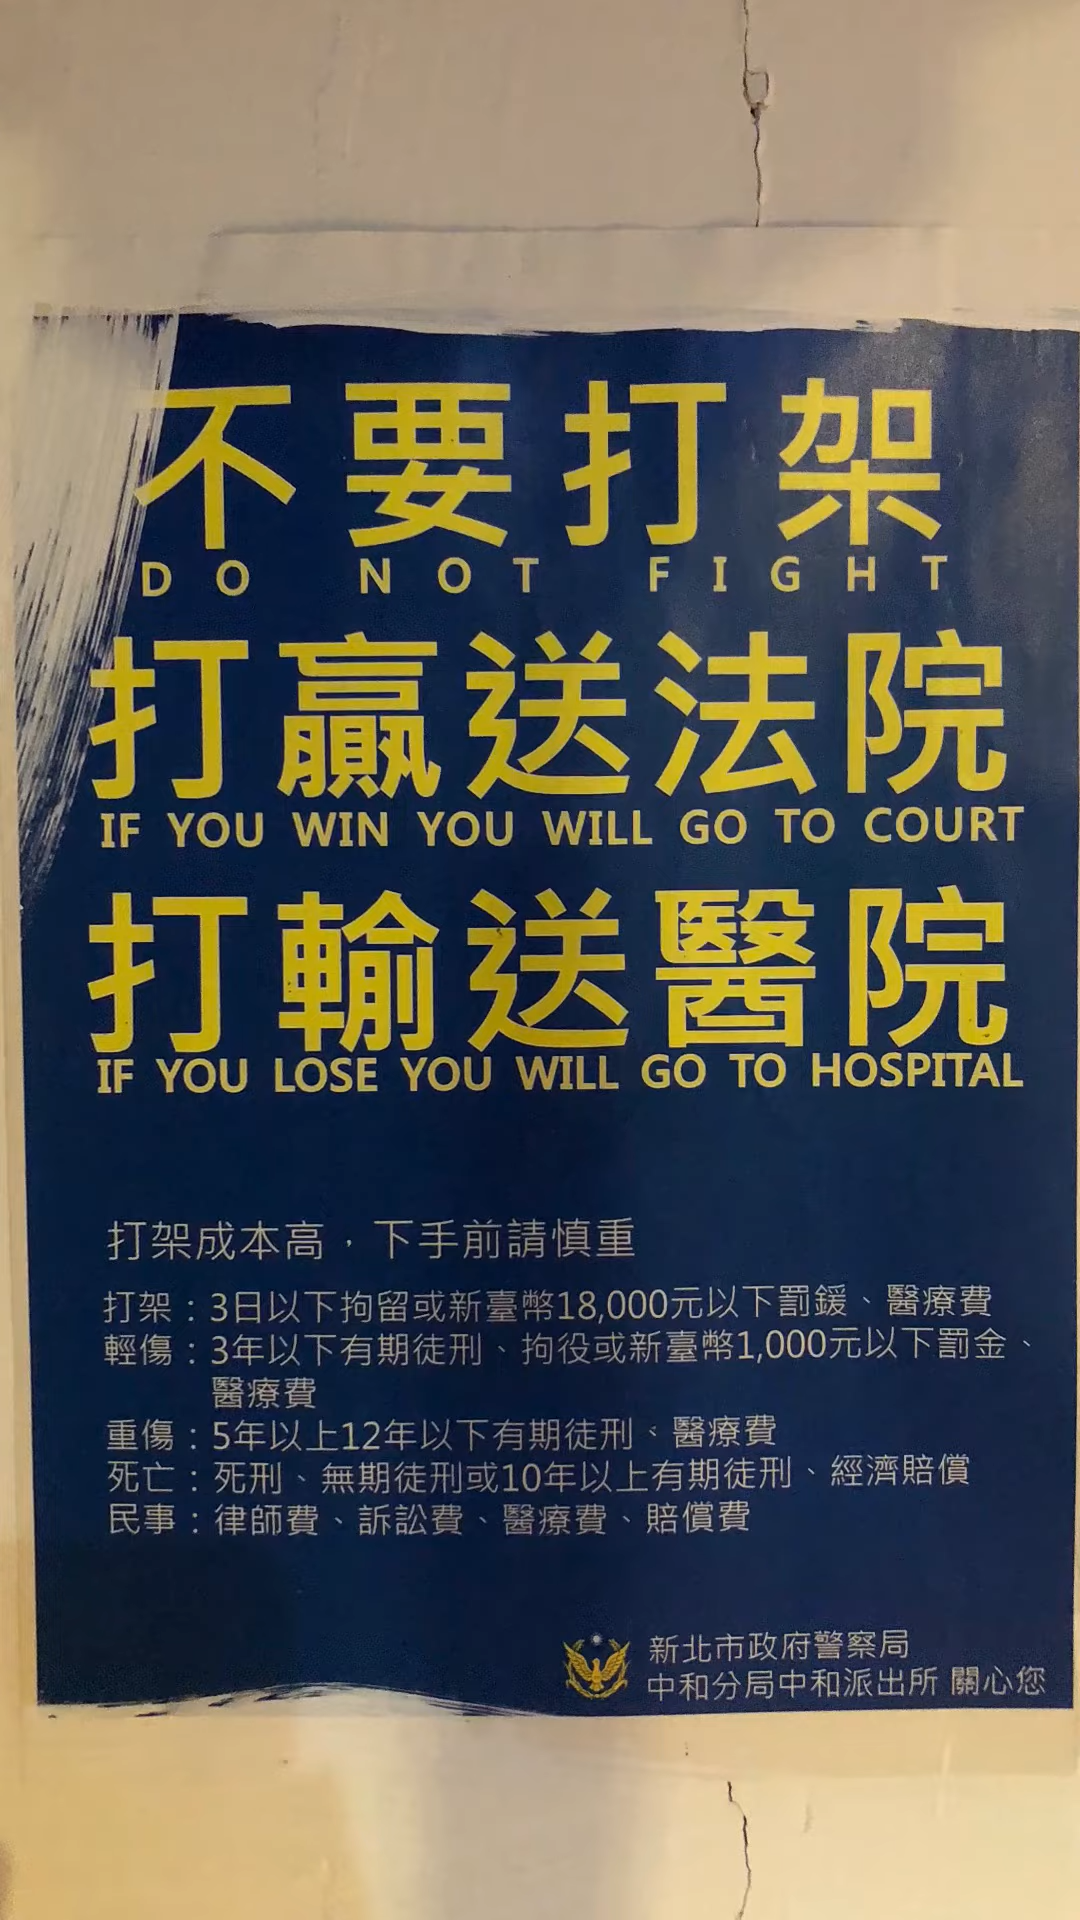 不要打架
DO NOT FIGHT
打贏送法院
IF YOU WIN YOU WILL GO TO COURT
打輸送醫院
IF YOU LOSE YOU WILL GO TO HOSPITAL
打架成本高，下手前請慎重
打架：3日以下拘留或新臺幣18,000元以下罰鍰、醫療費
輕傷：3年以下有期徒刑、拘役或新臺幣1,000元以下罰金、
醫療費
重傷：5年以上12年以下有期徒刑、醫療費
死亡：死刑、無期徒刑或10年以上有期徒刑、經濟賠償
民事：律師費、訴訟費、醫療費、賠償費
新北市政府警察局
中和分局中和派出所 關心您